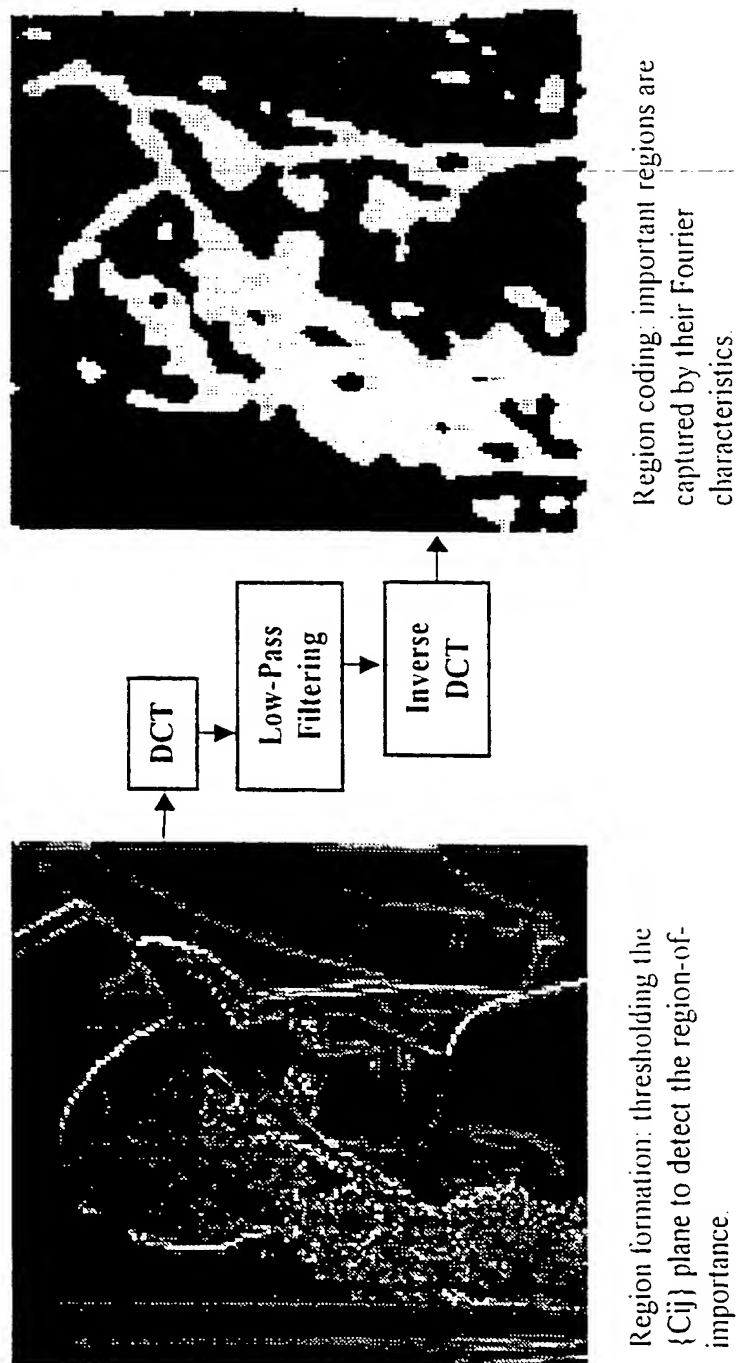 Region formation: thresholding the
{Cij} plane to detect the region-of-
importance.
DCT
Low-Pass
Filtering
Inverse
DCT
Region coding: important regions are
captured by their Fourier
characteristics.